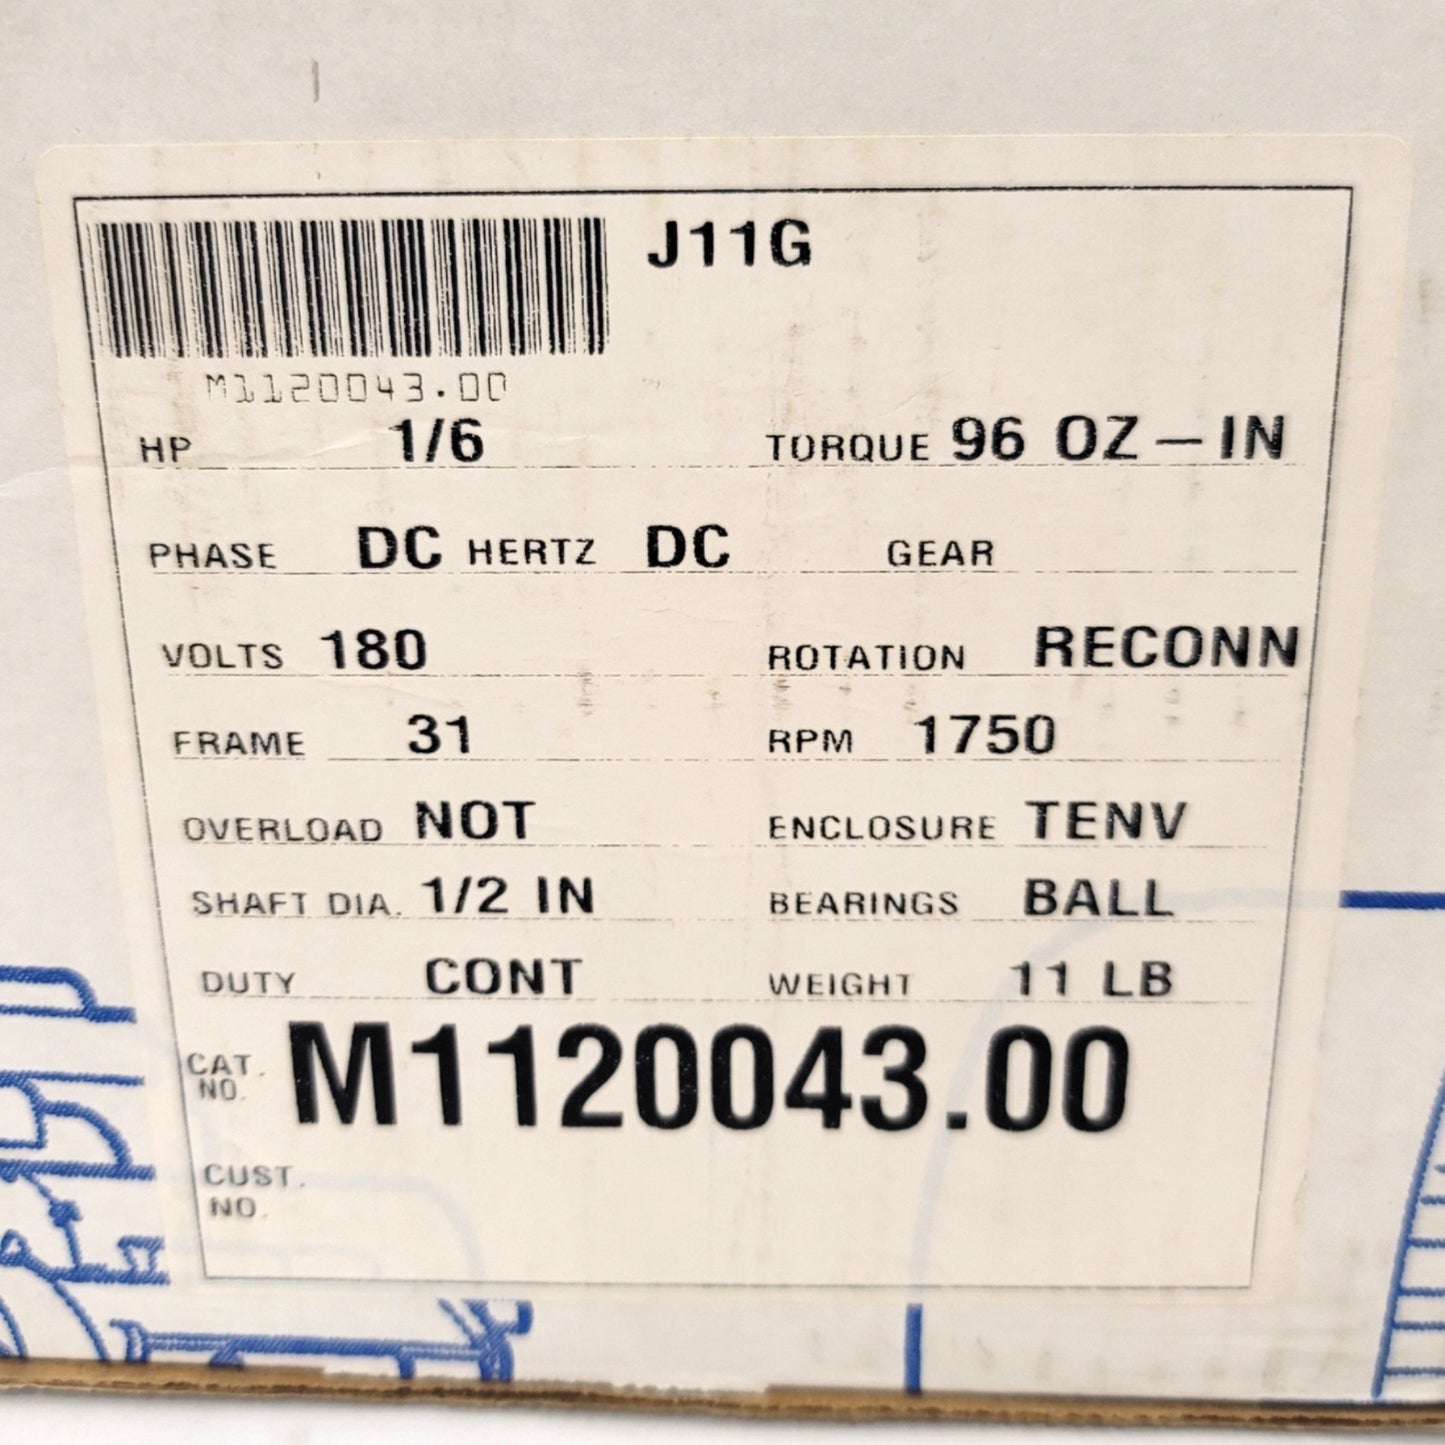 J11G
M1120043.00
HP 1/6 TORQUE 96 OZ-IN
PHASE DC HERTZ DC GEAR
VOLTS 180 ROTATION RECONN
FRAME 31 RPM 1750
OVERLOAD NOT ENCLOSURE TENV
SHAFT DIA. 1/2 IN BEARINGS BALL
DUTY CONT WEIGHT 11 LB
CAT. NO. M1120043.00
CUST.
NO.